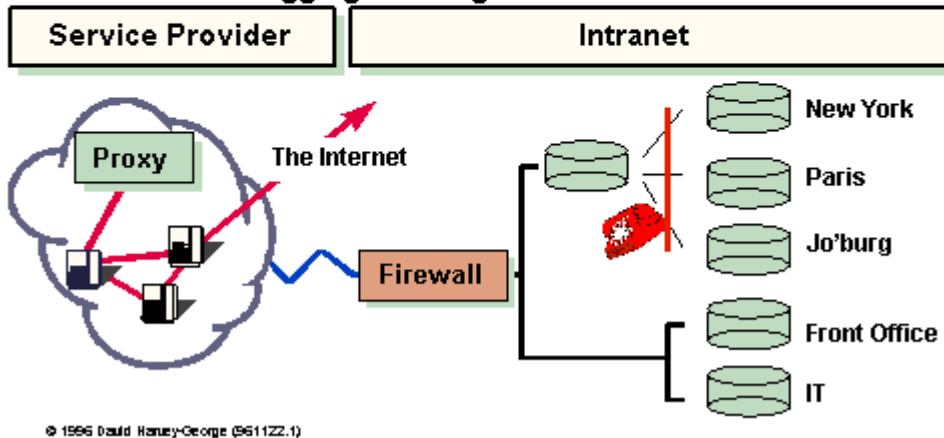 Service Provider
Intranet
Proxy
The Internet
Firewall
New York
Paris
Jo'burg
Front Office
IT
© 1996 David Harvey-George (961122.1)